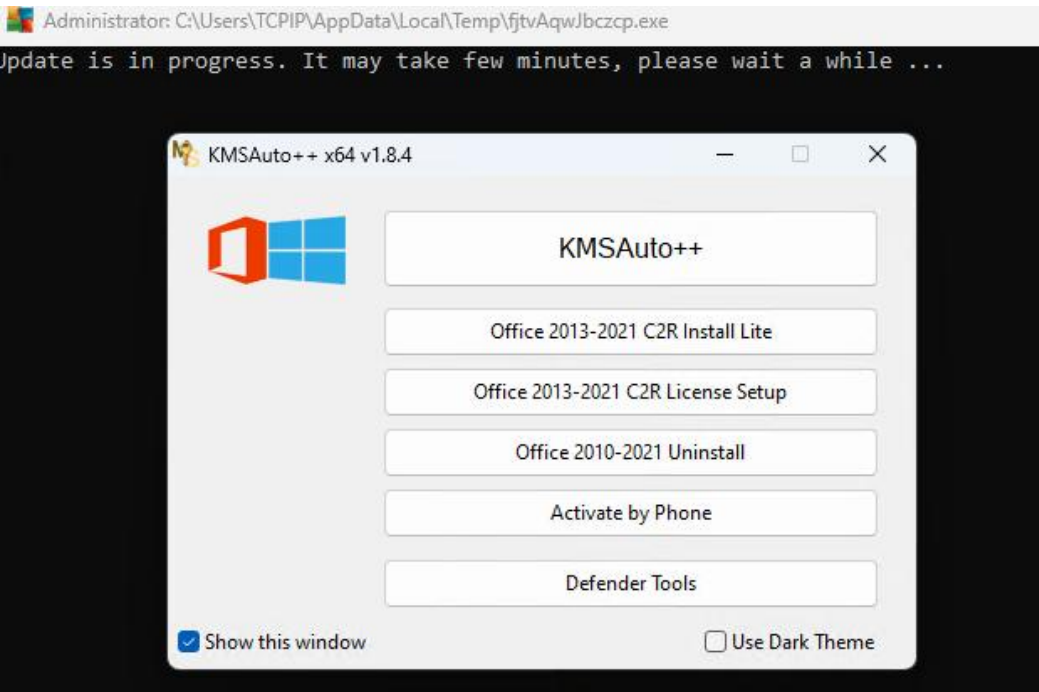 Administrator: C:\Users\TCPIP\AppData\Local\Temp\fjtvAqwJbczcp.exe
Update is in progress. It may take few minutes, please wait a while ...
KMSAuto++ x64 v1.8.4
KMSAuto++
Office 2013-2021 C2R Install Lite
Office 2013-2021 C2R License Setup
Office 2010-2021 Uninstall
Activate by Phone
Defender Tools
Show this window
Use Dark Theme